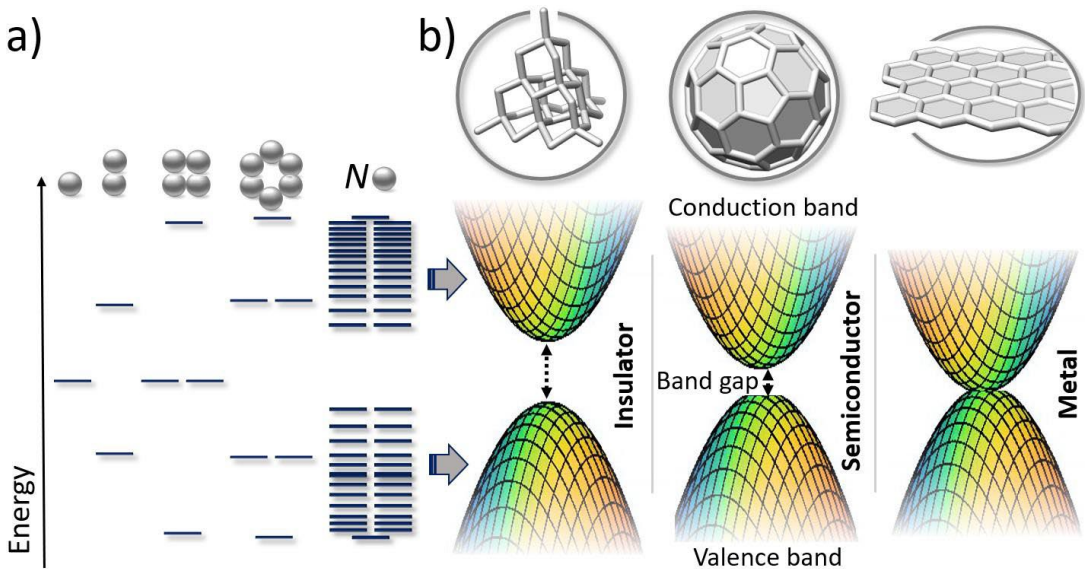 a)
b)
N
Energy
Conduction band
Insulator
Band gap
Semiconductor
Metal
Valence band